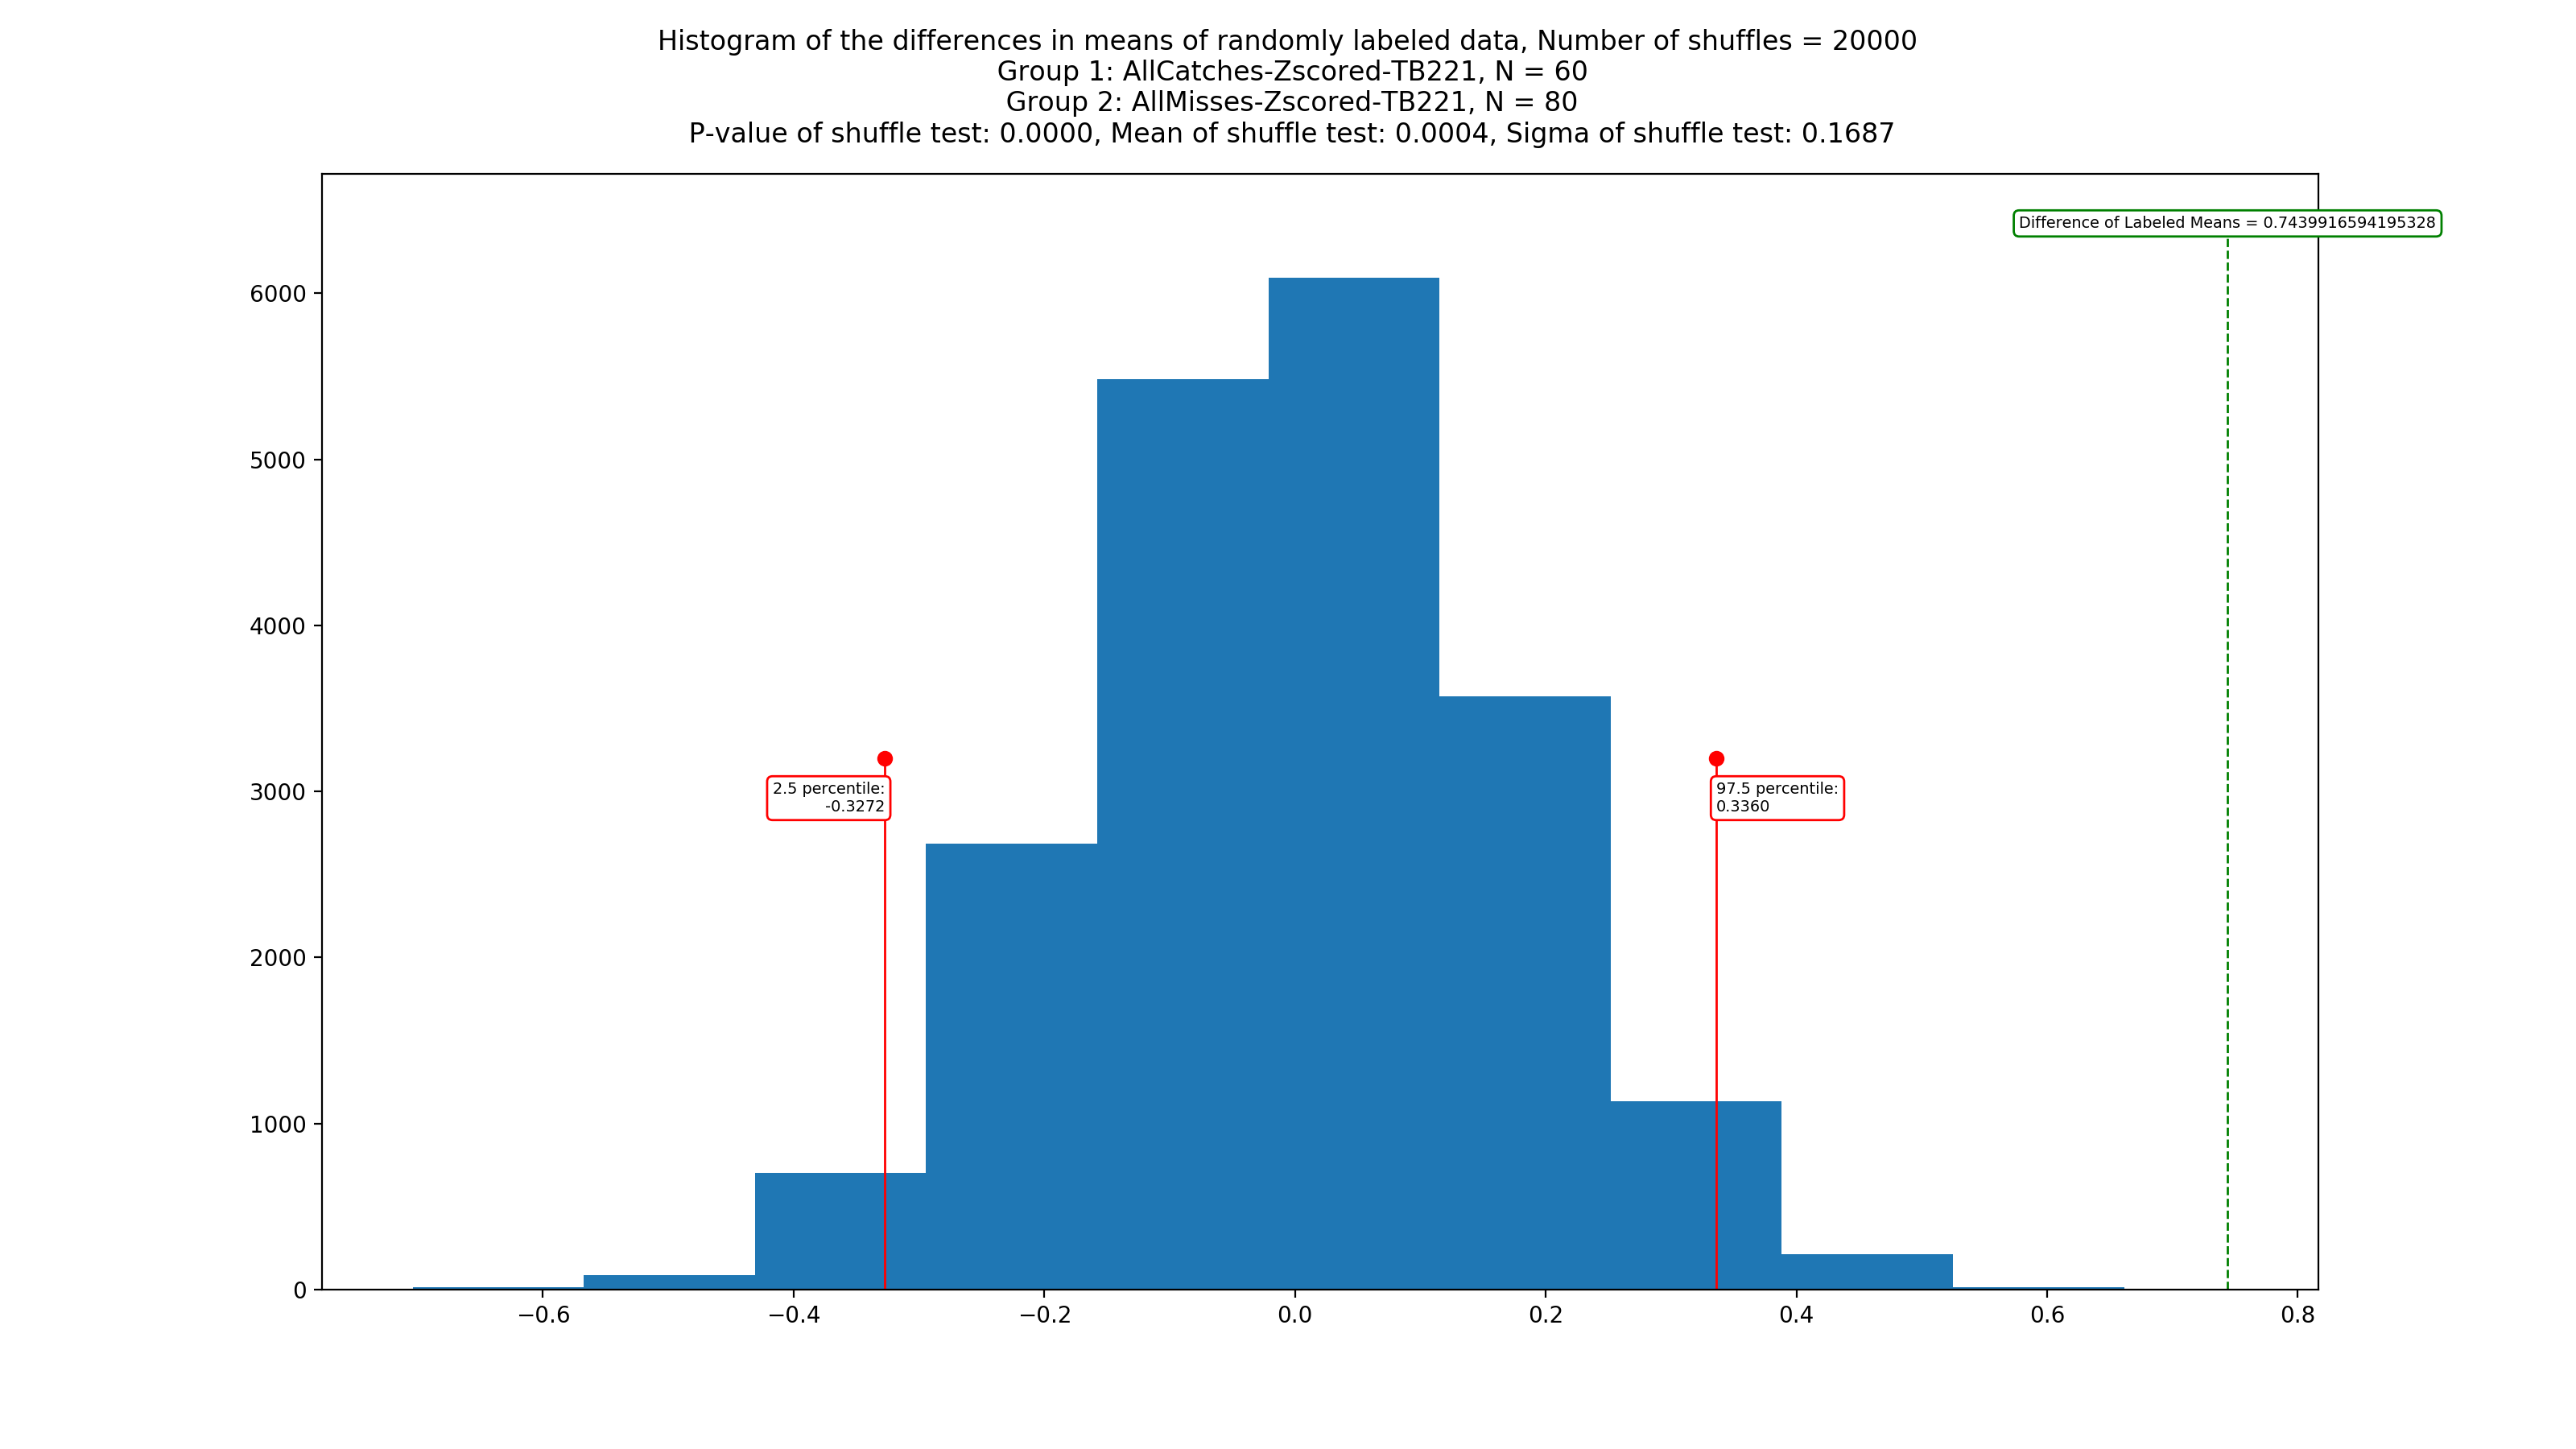 Histogram of the differences in means of randomly labeled data, Number of shuffles = 20000
Group 1: AllCatches-Zscored-TB221, N = 60
Group 2: AllMisses-Zscored-TB221, N = 80
P-value of shuffle test: 0.0000, Mean of shuffle test: 0.0004, Sigma of shuffle test: 0.1687
Difference of Labeled Means = 0.7439916594195328
6000
5000
4000
3000
2000
1000
0
2.5 percentile:
-0.3272
97.5 percentile:
0.3360
−0.6
−0.4
−0.2
0.0
0.2
0.4
0.6
0.8